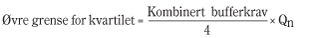 Øvre grense for kvartilet = Kombinert bufferkrav / 4 × Qn